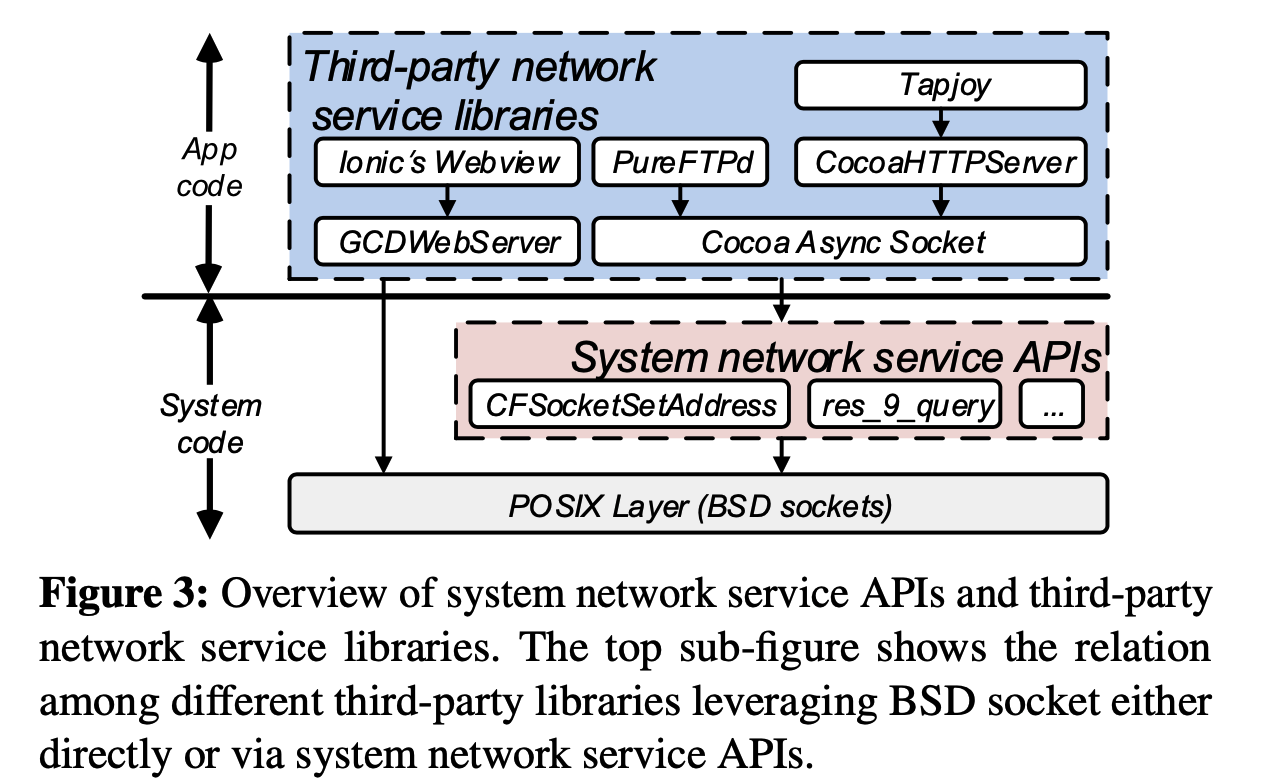 Third-party network
service libraries
Tapjoy
App
code
Ionic's Webview
PureFTPd
CocoaHTTPServer
GCDWebServer
Cocoa Async Socket
System network service APIs
System
code
CFSocketSetAddress
res_9_query
...
POSIX Layer (BSD sockets)
Figure 3: Overview of system network service APIs and third-party
network service libraries. The top sub-figure shows the relation
among different third-party libraries leveraging BSD socket either
directly or via system network service APIs.